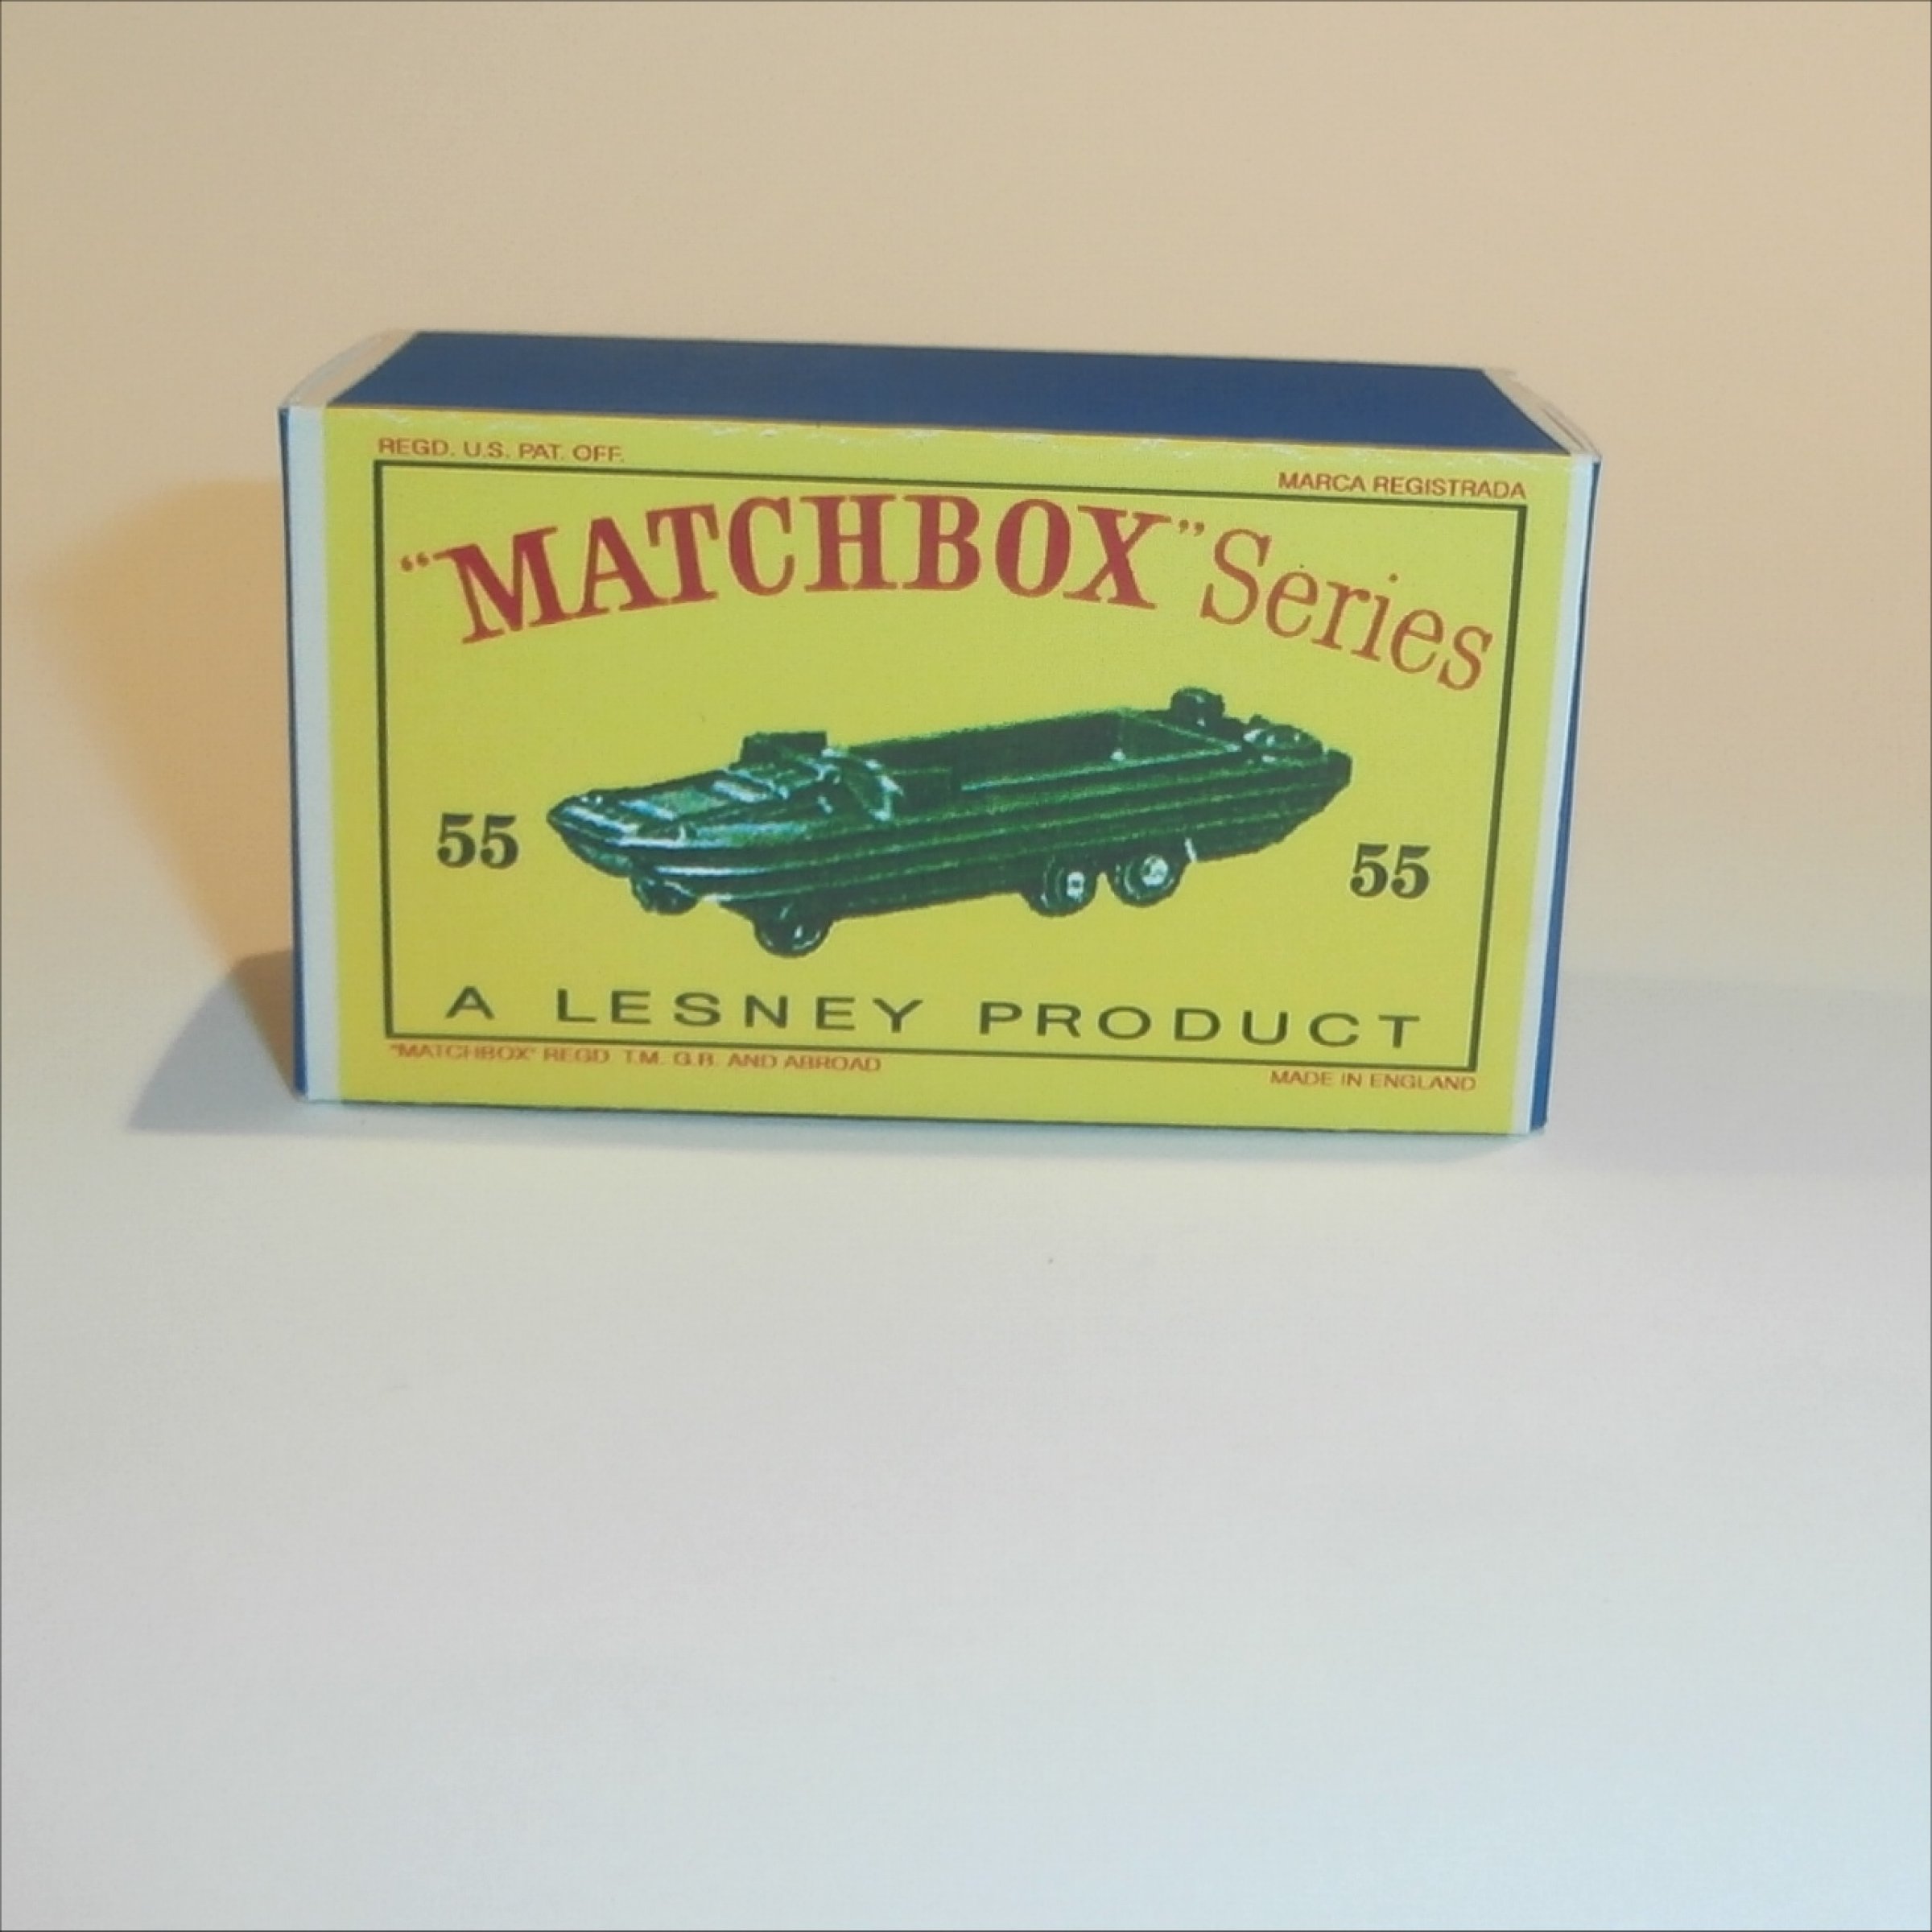 REGD. U.S. PAT. OFF.
MARCA REGISTRADA
“MATCHBOX” Series
55
55
A LESNEY PRODUCT
"MATCHBOX" REGD T.M. G.B. AND ABROAD
MADE IN ENGLAND